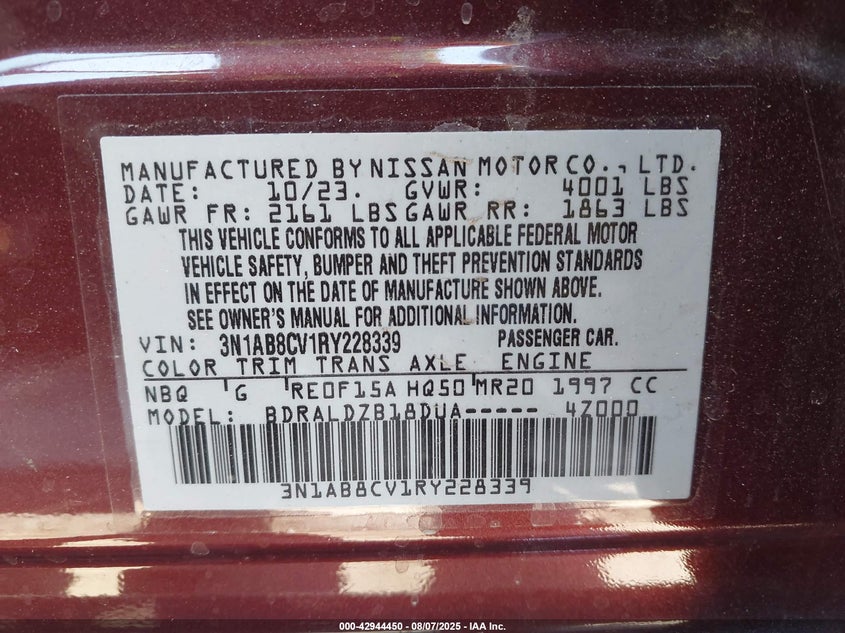 MANUFACTURED BY NISSAN MOTOR CO., LTD.
DATE: 10/23. GVWR: 4001 LBS
GAWR FR: 2161 LBS GAWR RR: 1863 LBS
THIS VEHICLE CONFORMS TO ALL APPLICABLE FEDERAL MOTOR
VEHICLE SAFETY, BUMPER AND THEFT PREVENTION STANDARDS
IN EFFECT ON THE DATE OF MANUFACTURE SHOWN ABOVE.
SEE OWNER'S MANUAL FOR ADDITIONAL INFORMATION.
VIN: 3N1AB8CV1RY228339 PASSENGER CAR.
COLOR TRIM TRANS AXLE ENGINE
NBQ G RE0F15A HQ50 MR20 1997 CC
MODEL: BDRALDZB18DUA----- 47000
3N1AB8CV1RY228339
000-42944450 - 08/07/2025 - IAA Inc.